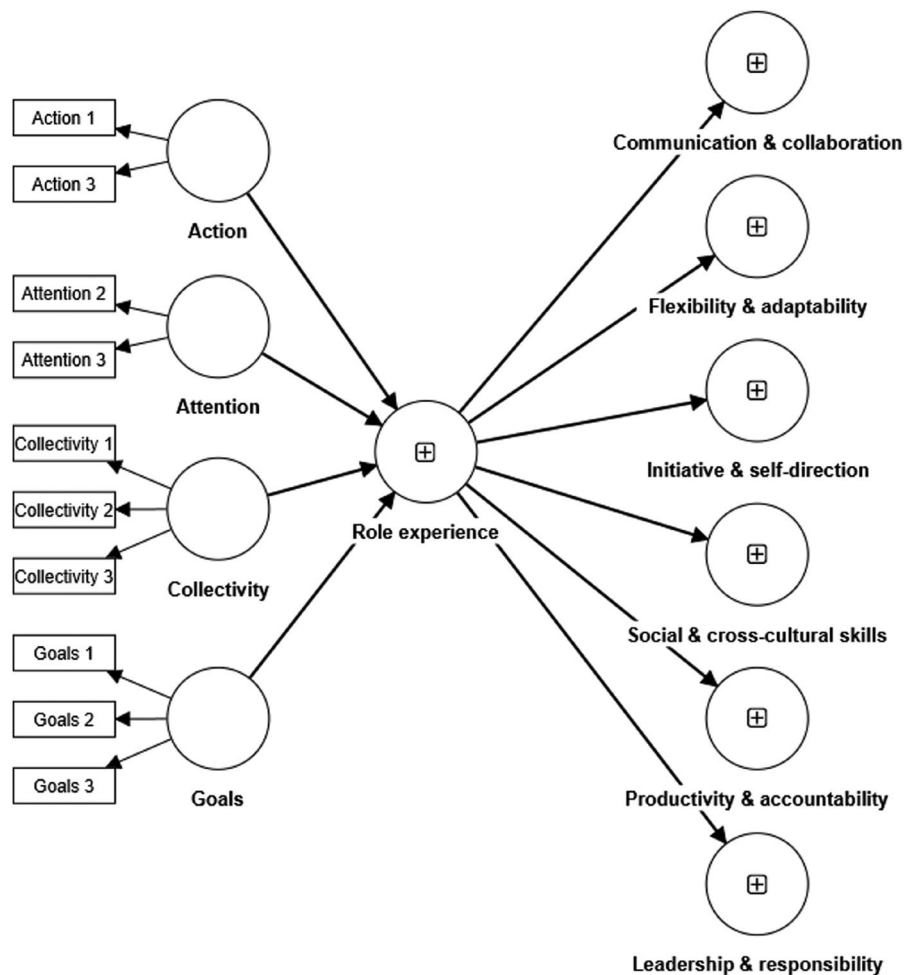 Action 1
Action 3
Action
Attention 2
Attention 3
Attention
Collectivity 1
Collectivity 2
Collectivity 3
Collectivity
Goals 1
Goals 2
Goals 3
Goals
Role experience
Communication & collaboration
Flexibility & adaptability
Initiative & self-direction
Social & cross-cultural skills
Productivity & accountability
Leadership & responsibility